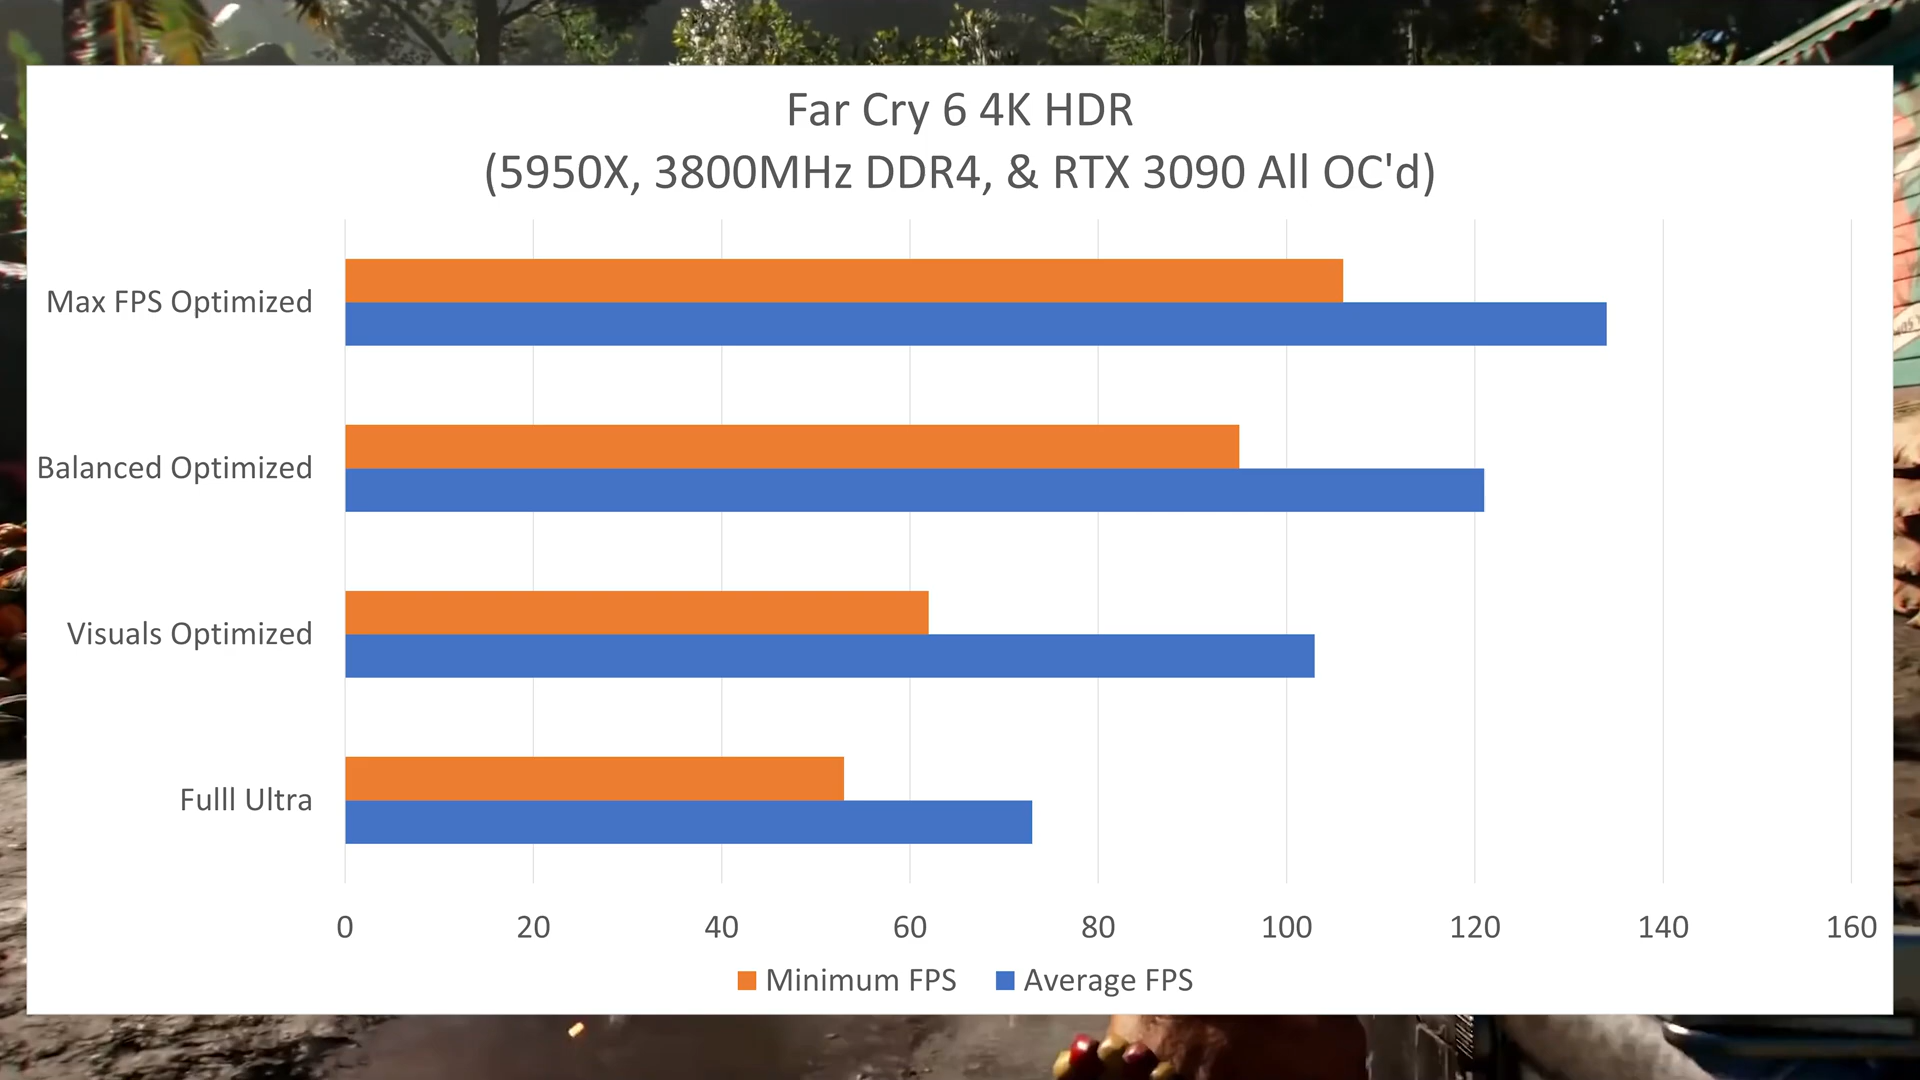 Far Cry 6 4K HDR
(5950X, 3800MHz DDR4, & RTX 3090 All OC'd)
Max FPS Optimized
Balanced Optimized
Visuals Optimized
Fulll Ultra
0 20 40 60 80 100 120 140 160
Minimum FPS Average FPS